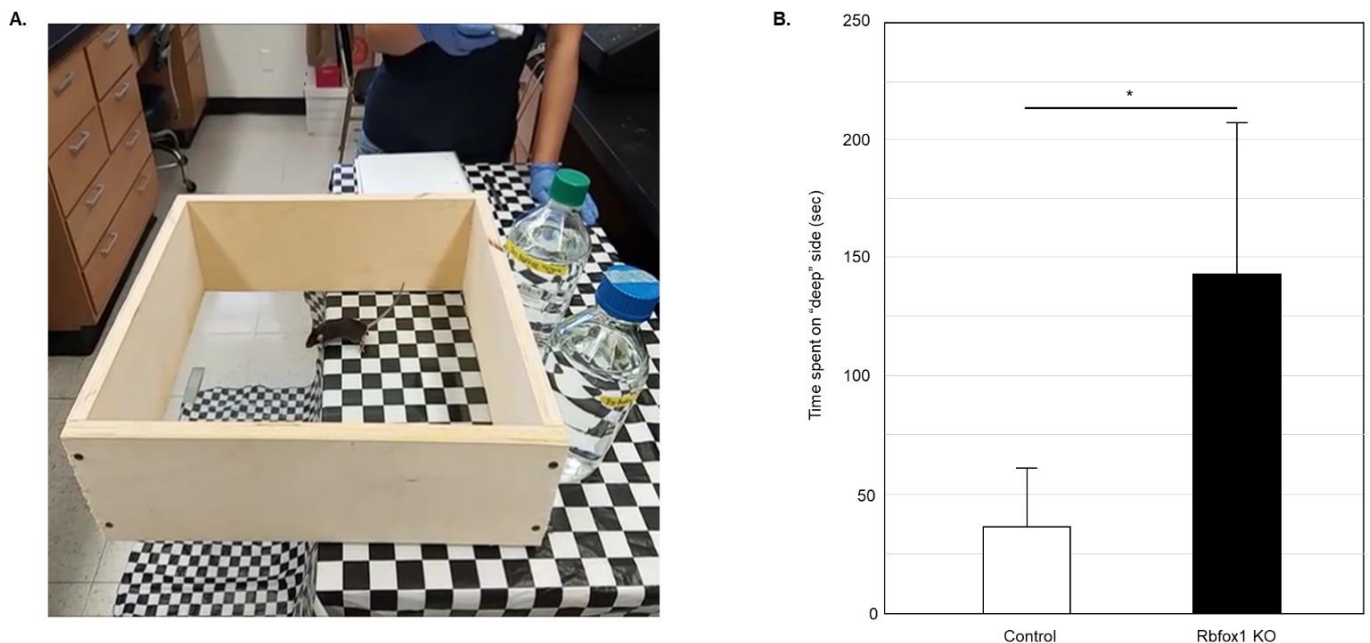 A.
B.
250
200
150
100
50
0
Time spent on “deep” side (sec)
*
Control
Rbfox1 KO